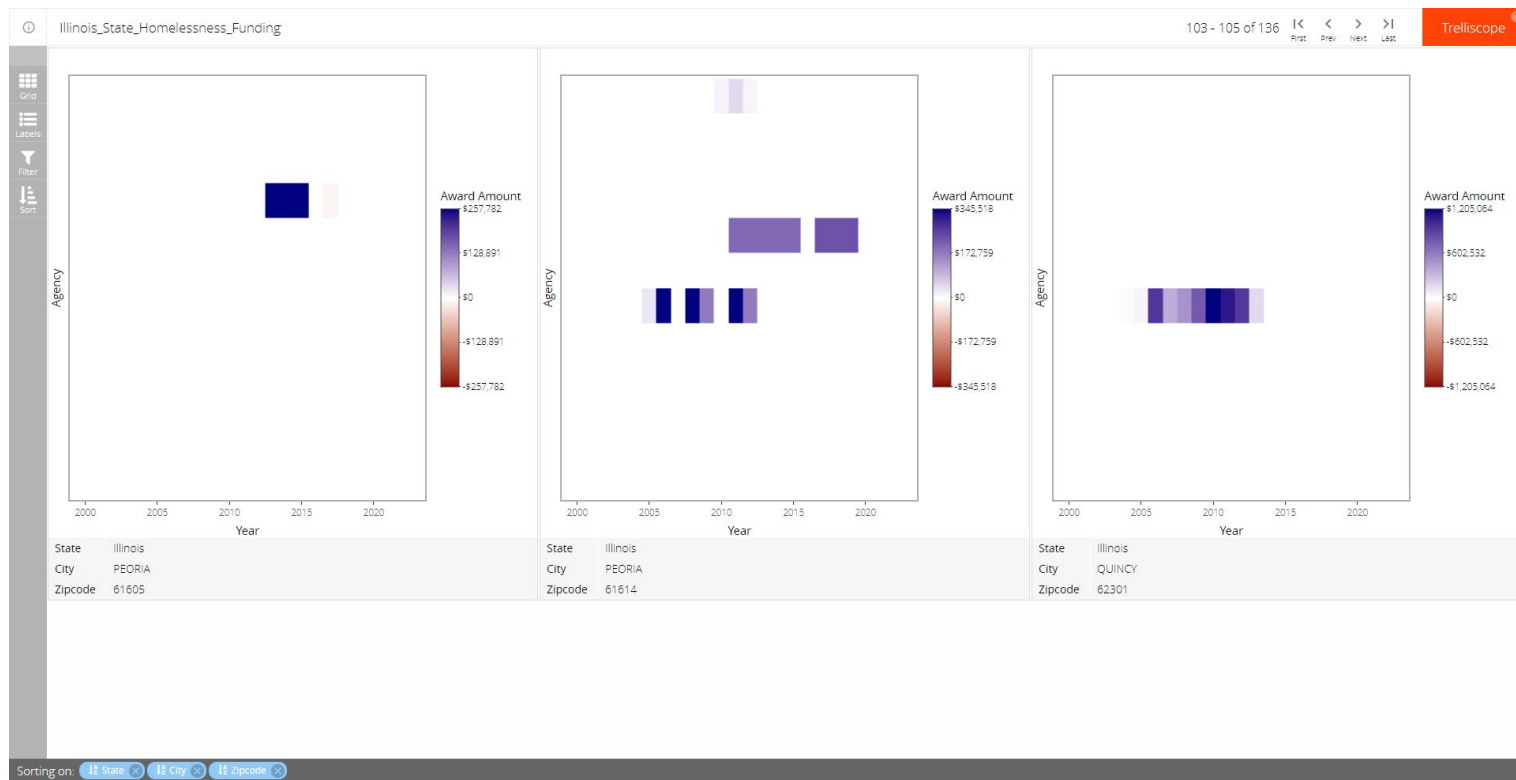 Illinois_State_Homelessness_Funding
103 - 105 of 136
First Prev Next Last
Trelliscope
Grid
Labels
Filter
Sort
Agency
Award Amount
$257,782
$128,891
$0
-$128,891
-$257,782
2000 2005 2010 2015 2020
Year
State Illinois
City PEORIA
Zipcode 61605
Agency
Award Amount
$345,518
$172,759
$0
-$172,759
-$345,518
2000 2005 2010 2015 2020
Year
State Illinois
City PEORIA
Zipcode 61614
Agency
Award Amount
$1,205,064
$602,532
$0
-$602,532
-$1,205,064
2000 2005 2010 2015 2020
Year
State Illinois
City QUINCY
Zipcode 62301
Sorting on: State City Zipcode